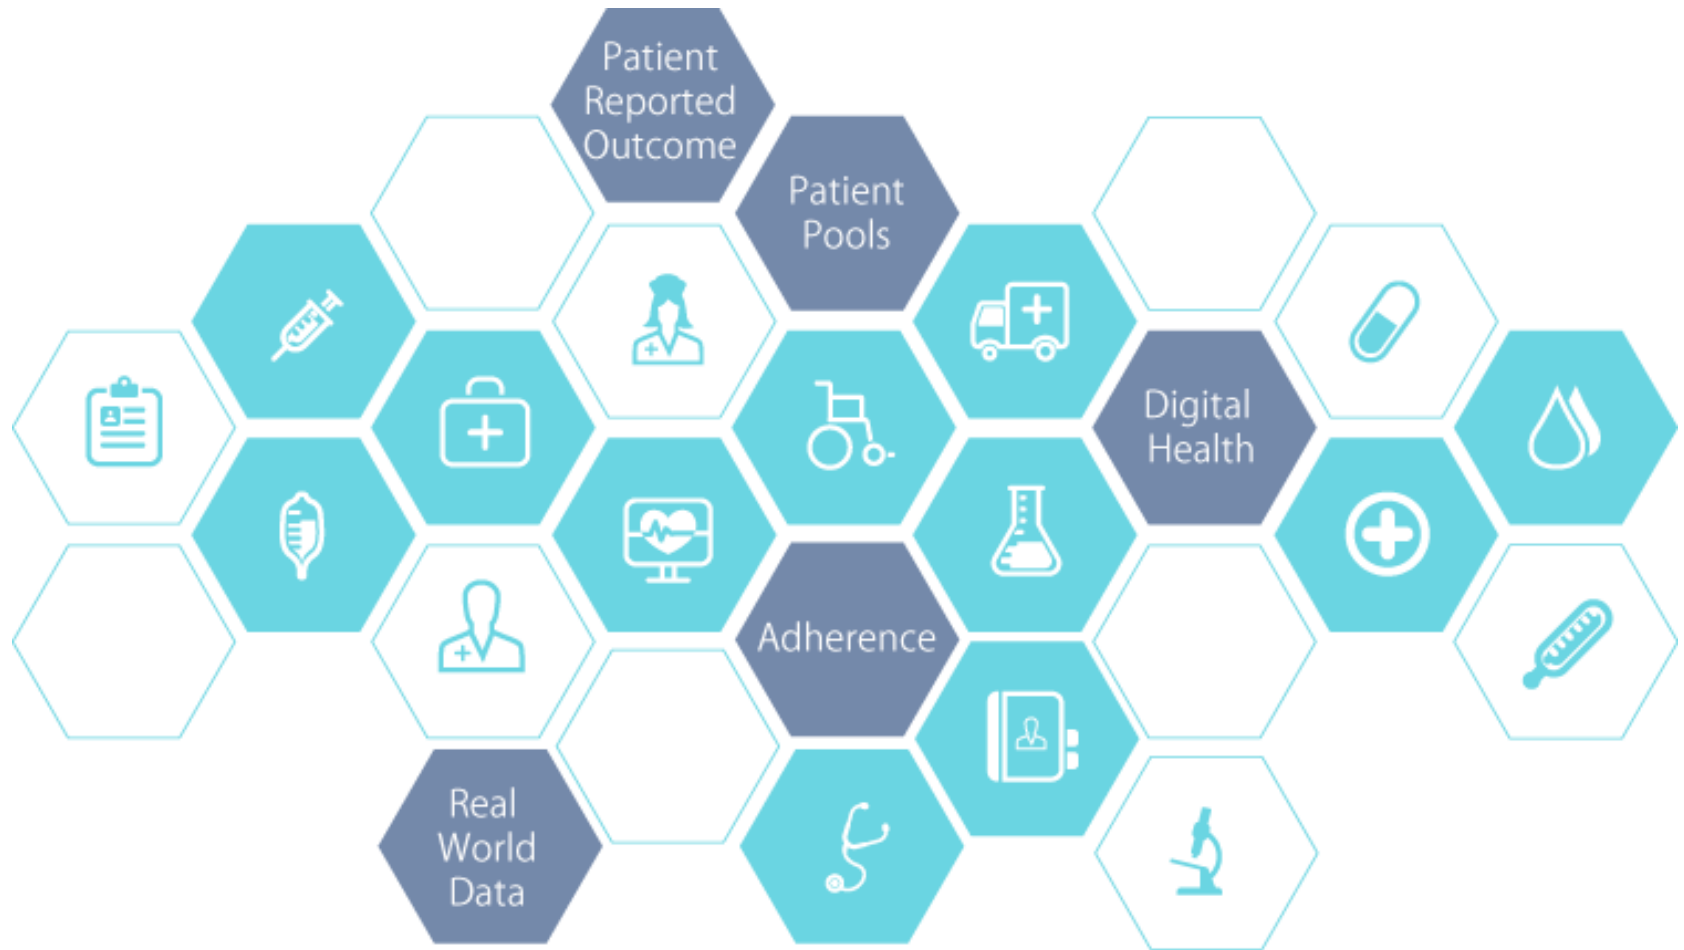 Patient
Reported
Outcome
Patient
Pools
Digital
Health
Adherence
Real
World
Data